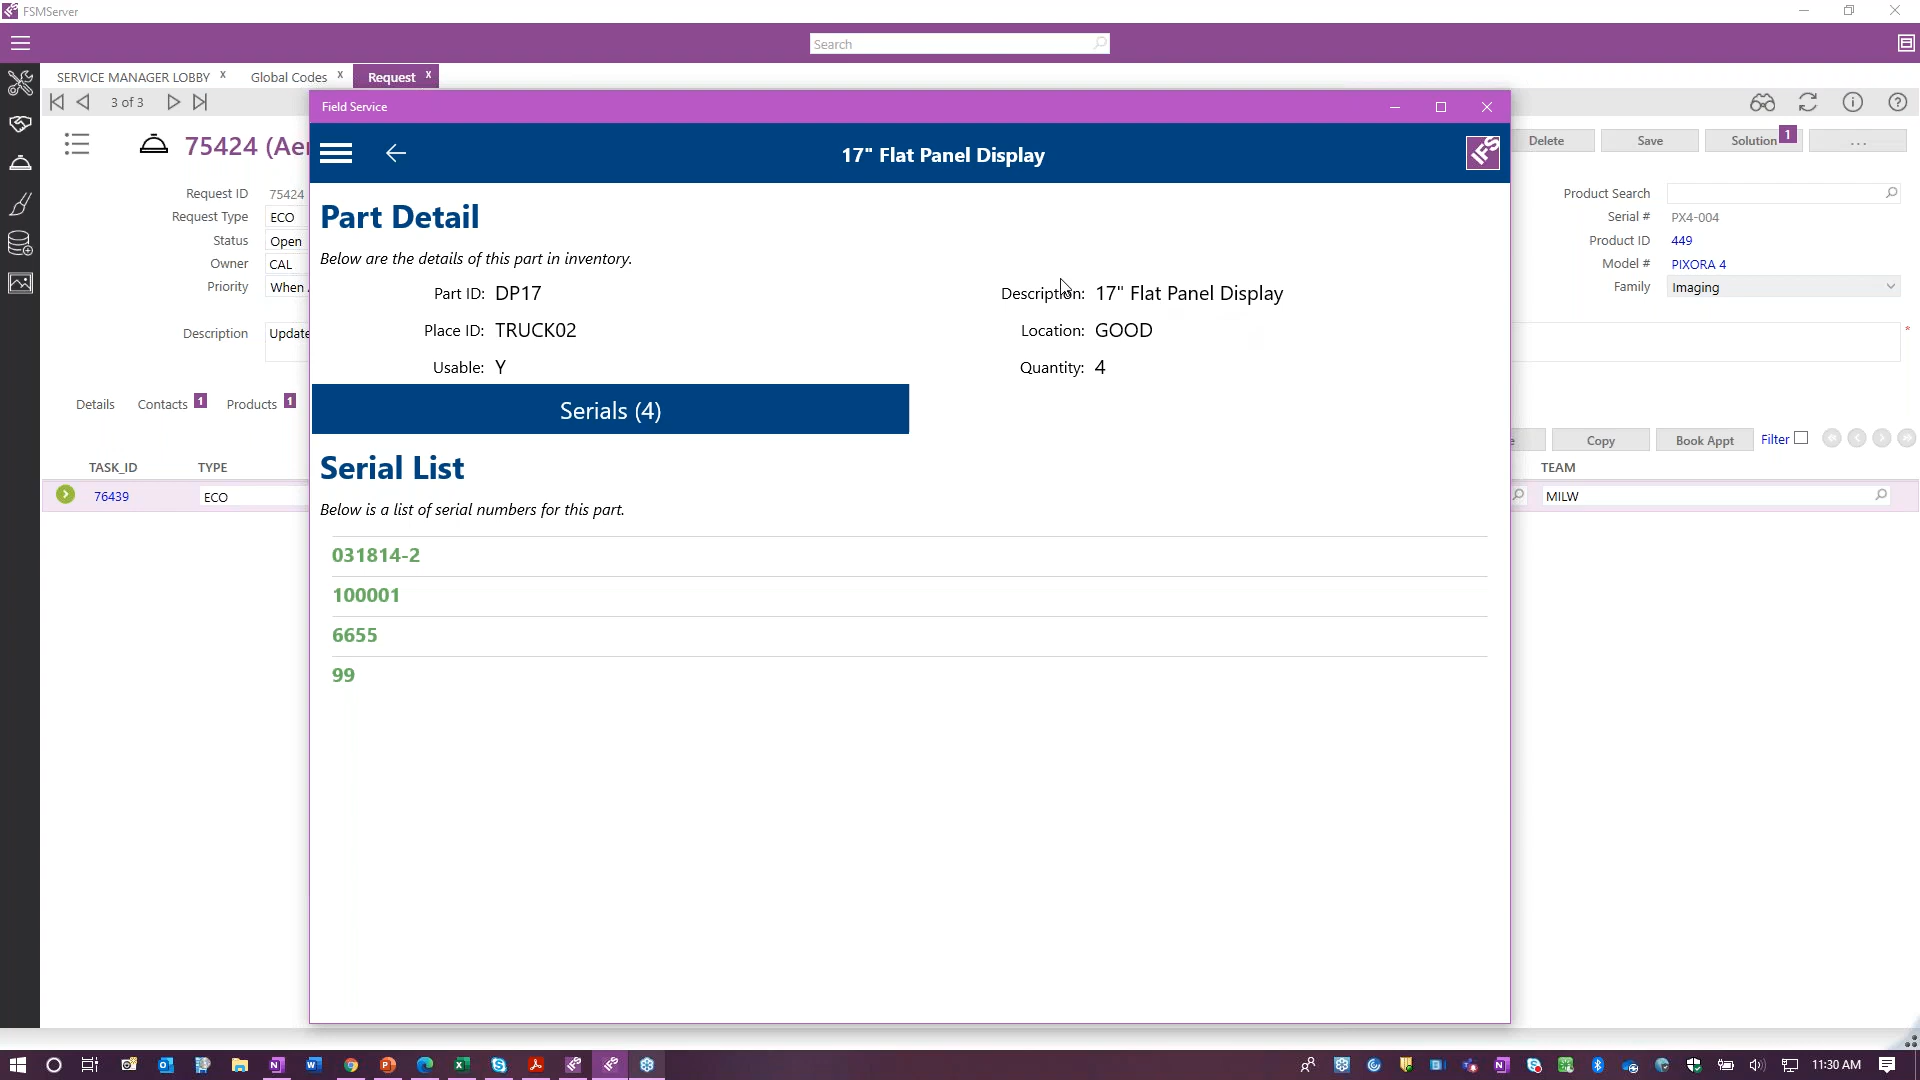 FSMServer
Search
SERVICE MANAGER LOBBY x Global Codes x Request x
3 of 3
Field Service
17" Flat Panel Display
IFS
75424 (Aer
Delete Save Solution 1 ...
Request ID 75424
Request Type ECO
Status Open
Owner CAL
Priority When
Description Update
Details Contacts 1 Products 1
TASK_ID TYPE
76439 ECO
Part Detail
Below are the details of this part in inventory.
Part ID: DP17 Description: 17" Flat Panel Display
Place ID: TRUCK02 Location: GOOD
Usable: Y Quantity: 4
Serials (4)
Serial List
Below is a list of serial numbers for this part.
031814-2
100001
6655
99
Product Search
Serial # PX4-004
Product ID 449
Model # PIXORA 4
Family Imaging
*
e Copy Book Appt Filter
TEAM
MILW
11:30 AM